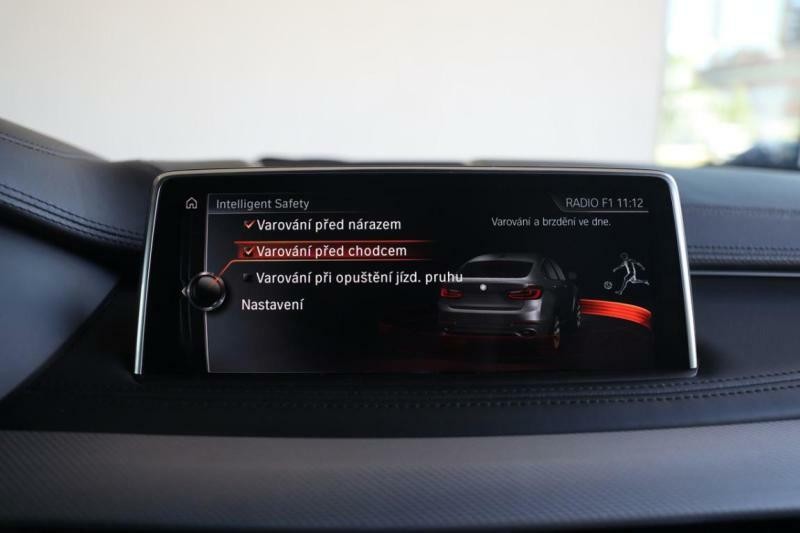 Intelligent Safety
RADIO F1 11:12
Varování před nárazem
Varování před chodcem
Varování při opuštění jízd. pruhu
Nastavení
Varování a brzdění ve dne.